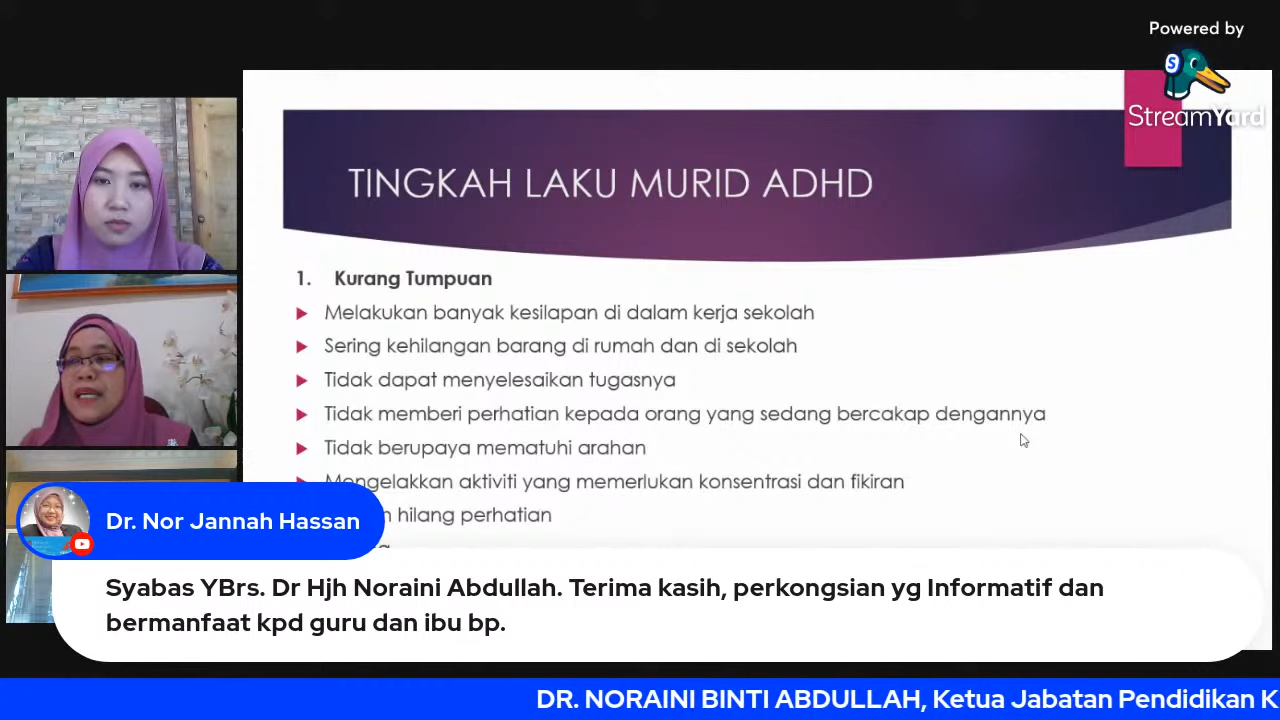 Powered by
StreamYard
TINGKAH LAKU MURID ADHD
1. Kurang Tumpuan
Melakukan banyak kesilapan di dalam kerja sekolah
Sering kehilangan barang di rumah dan di sekolah
Tidak dapat menyelesaikan tugasnya
Tidak memberi perhatian kepada orang yang sedang bercakap dengannya
Tidak berupaya mematuhi arahan
Mengelakkan aktiviti yang memerlukan konsentrasi dan fikiran
hilang perhatian
Dr. Nor Jannah Hassan
Syabas YBrs. Dr Hjh Noraini Abdullah. Terima kasih, perkongsian yg Informatif dan
bermanfaat kpd guru dan ibu bp.
DR. NORAINI BINTI ABDULLAH, Ketua Jabatan Pendidikan K